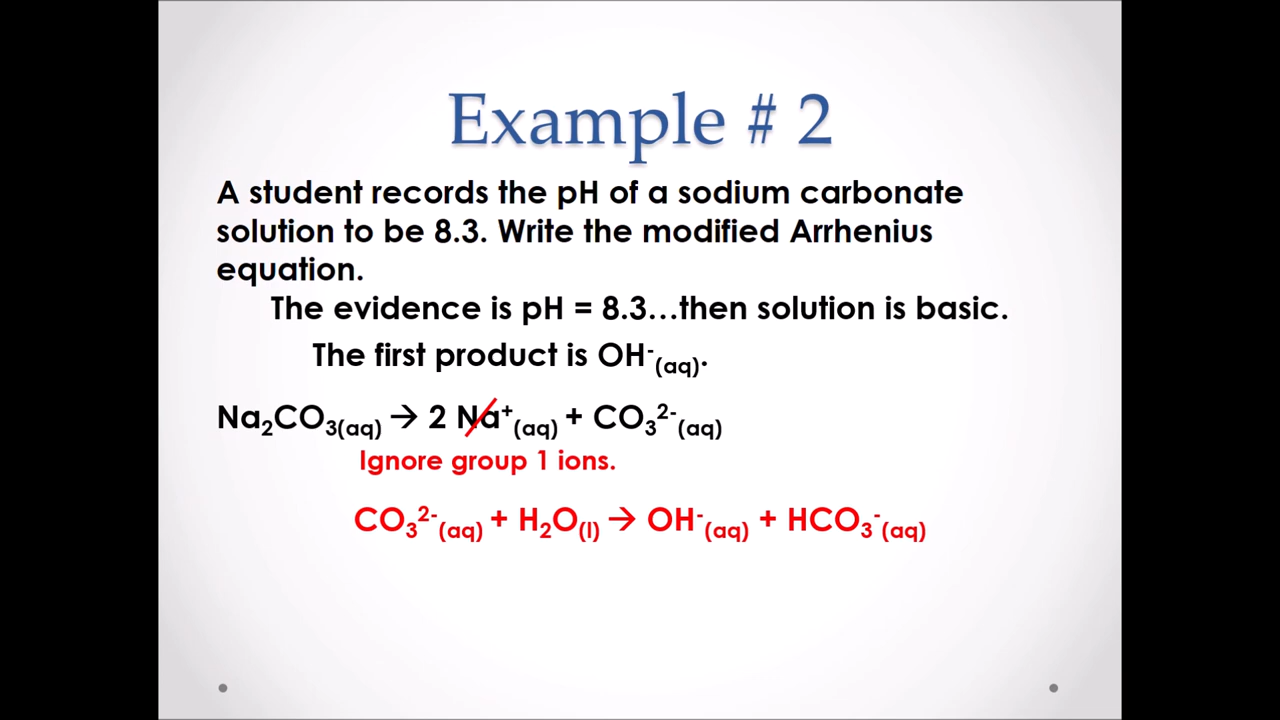 Example # 2
A student records the pH of a sodium carbonate
solution to be 8.3. Write the modified Arrhenius
equation.
The evidence is pH = 8.3…then solution is basic.
The first product is OH⁻₍aq₎.
Na₂CO₃₍aq₎ → 2 Na⁺₍aq₎ + CO₃²⁻₍aq₎
Ignore group 1 ions.
CO₃²⁻₍aq₎ + H₂O₍l₎ → OH⁻₍aq₎ + HCO₃⁻₍aq₎